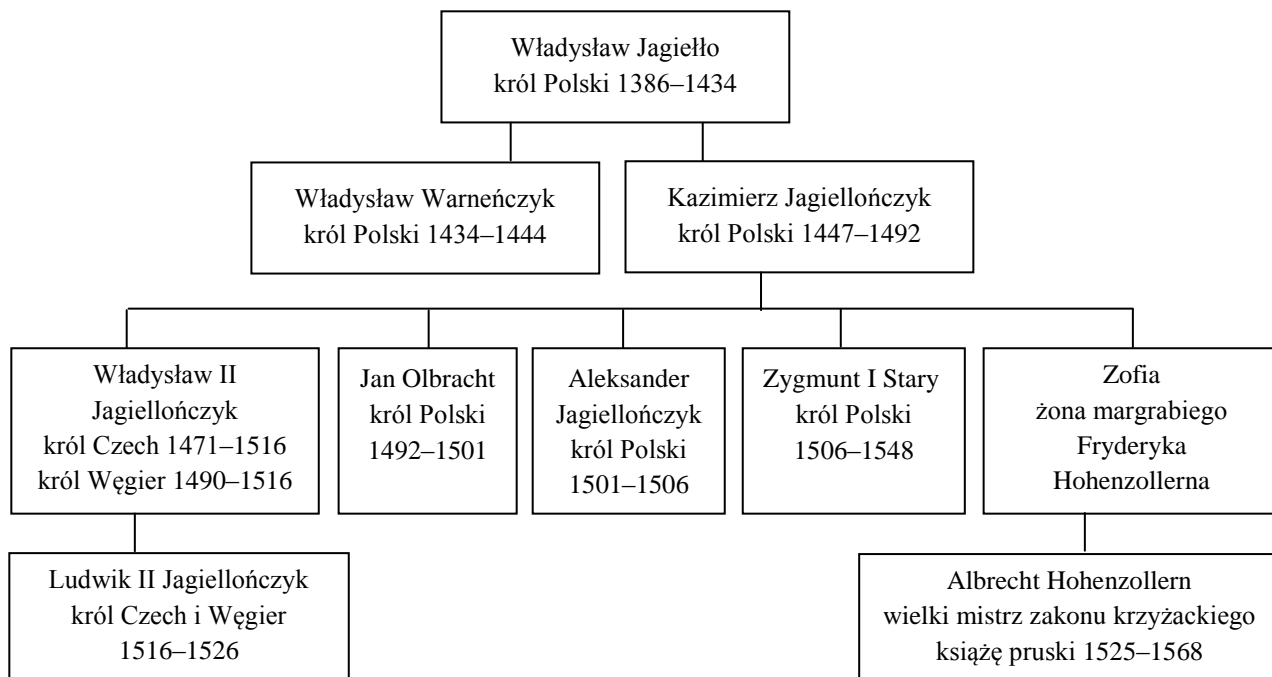 Władysław Jagiełło
król Polski 1386–1434
Władysław Warneńczyk
król Polski 1434–1444
Kazimierz Jagiellończyk
król Polski 1447–1492
Władysław II
Jagiellończyk
król Czech 1471–1516
król Węgier 1490–1516
Jan Olbracht
król Polski
1492–1501
Aleksander
Jagiellończyk
król Polski
1501–1506
Zygmunt I Stary
król Polski
1506–1548
Zofia
żona margrabiego
Fryderyka
Hohenzollerna
Ludwik II Jagiellończyk
król Czech i Węgier
1516–1526
Albrecht Hohenzollern
wielki mistrz zakonu krzyżackiego
książę pruski 1525–1568